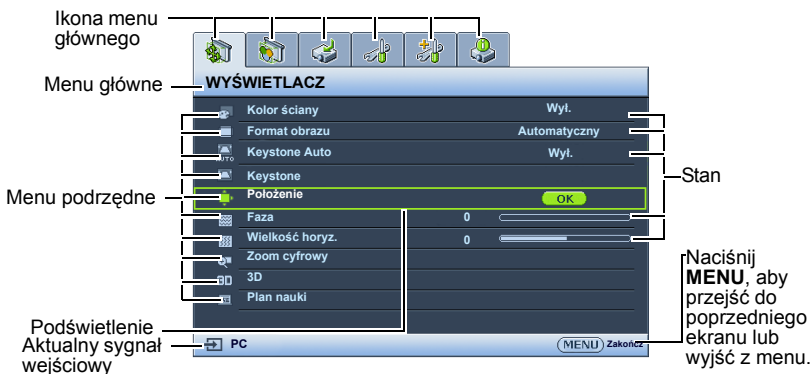 Ikona menu
głównego
Menu główne
WYŚWIETLACZ
Kolor ściany Wył.
Format obrazu Automatyczny
AUTO
Keystone Auto Wył.
Keystone
Położenie OK
Faza 0
Wielkość horyz. 0
Zoom cyfrowy
3D 3D
Plan nauki
Menu podrzędne
Stan
Podświetlenie
Aktualny sygnał
wejściowy
PC
MENU Zakończ
Naciśnij
MENU, aby
przejść do
poprzedniego
ekranu lub
wyjść z menu.